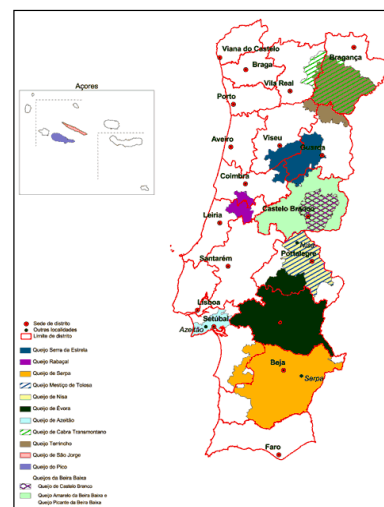 Viana do Castelo
Braga
Bragança
Vila Real
Porto
Açores
Aveiro
Viseu
Guarda
Coimbra
Castelo Branco
Leiria
Nisa
Portalegre
Santarém
Lisboa
Setúbal
Azeitão
Beja
Serpa
Faro
Sede de distrito
Outras localidades
Limite de distrito
Queijo Serra da Estrela
Queijo Rabaçal
Queijo de Serpa
Queijo Mestiço de Tolosa
Queijo de Nisa
Queijo de Évora
Queijo de Azeitão
Queijo de Cabra Transmontano
Queijo Terrincho
Queijo de São Jorge
Queijo do Pico
Queijos da Beira Baixa
Queijo de Castelo Branco
Queijo Amarelo da Beira Baixa e
Queijo Picante da Beira Baixa